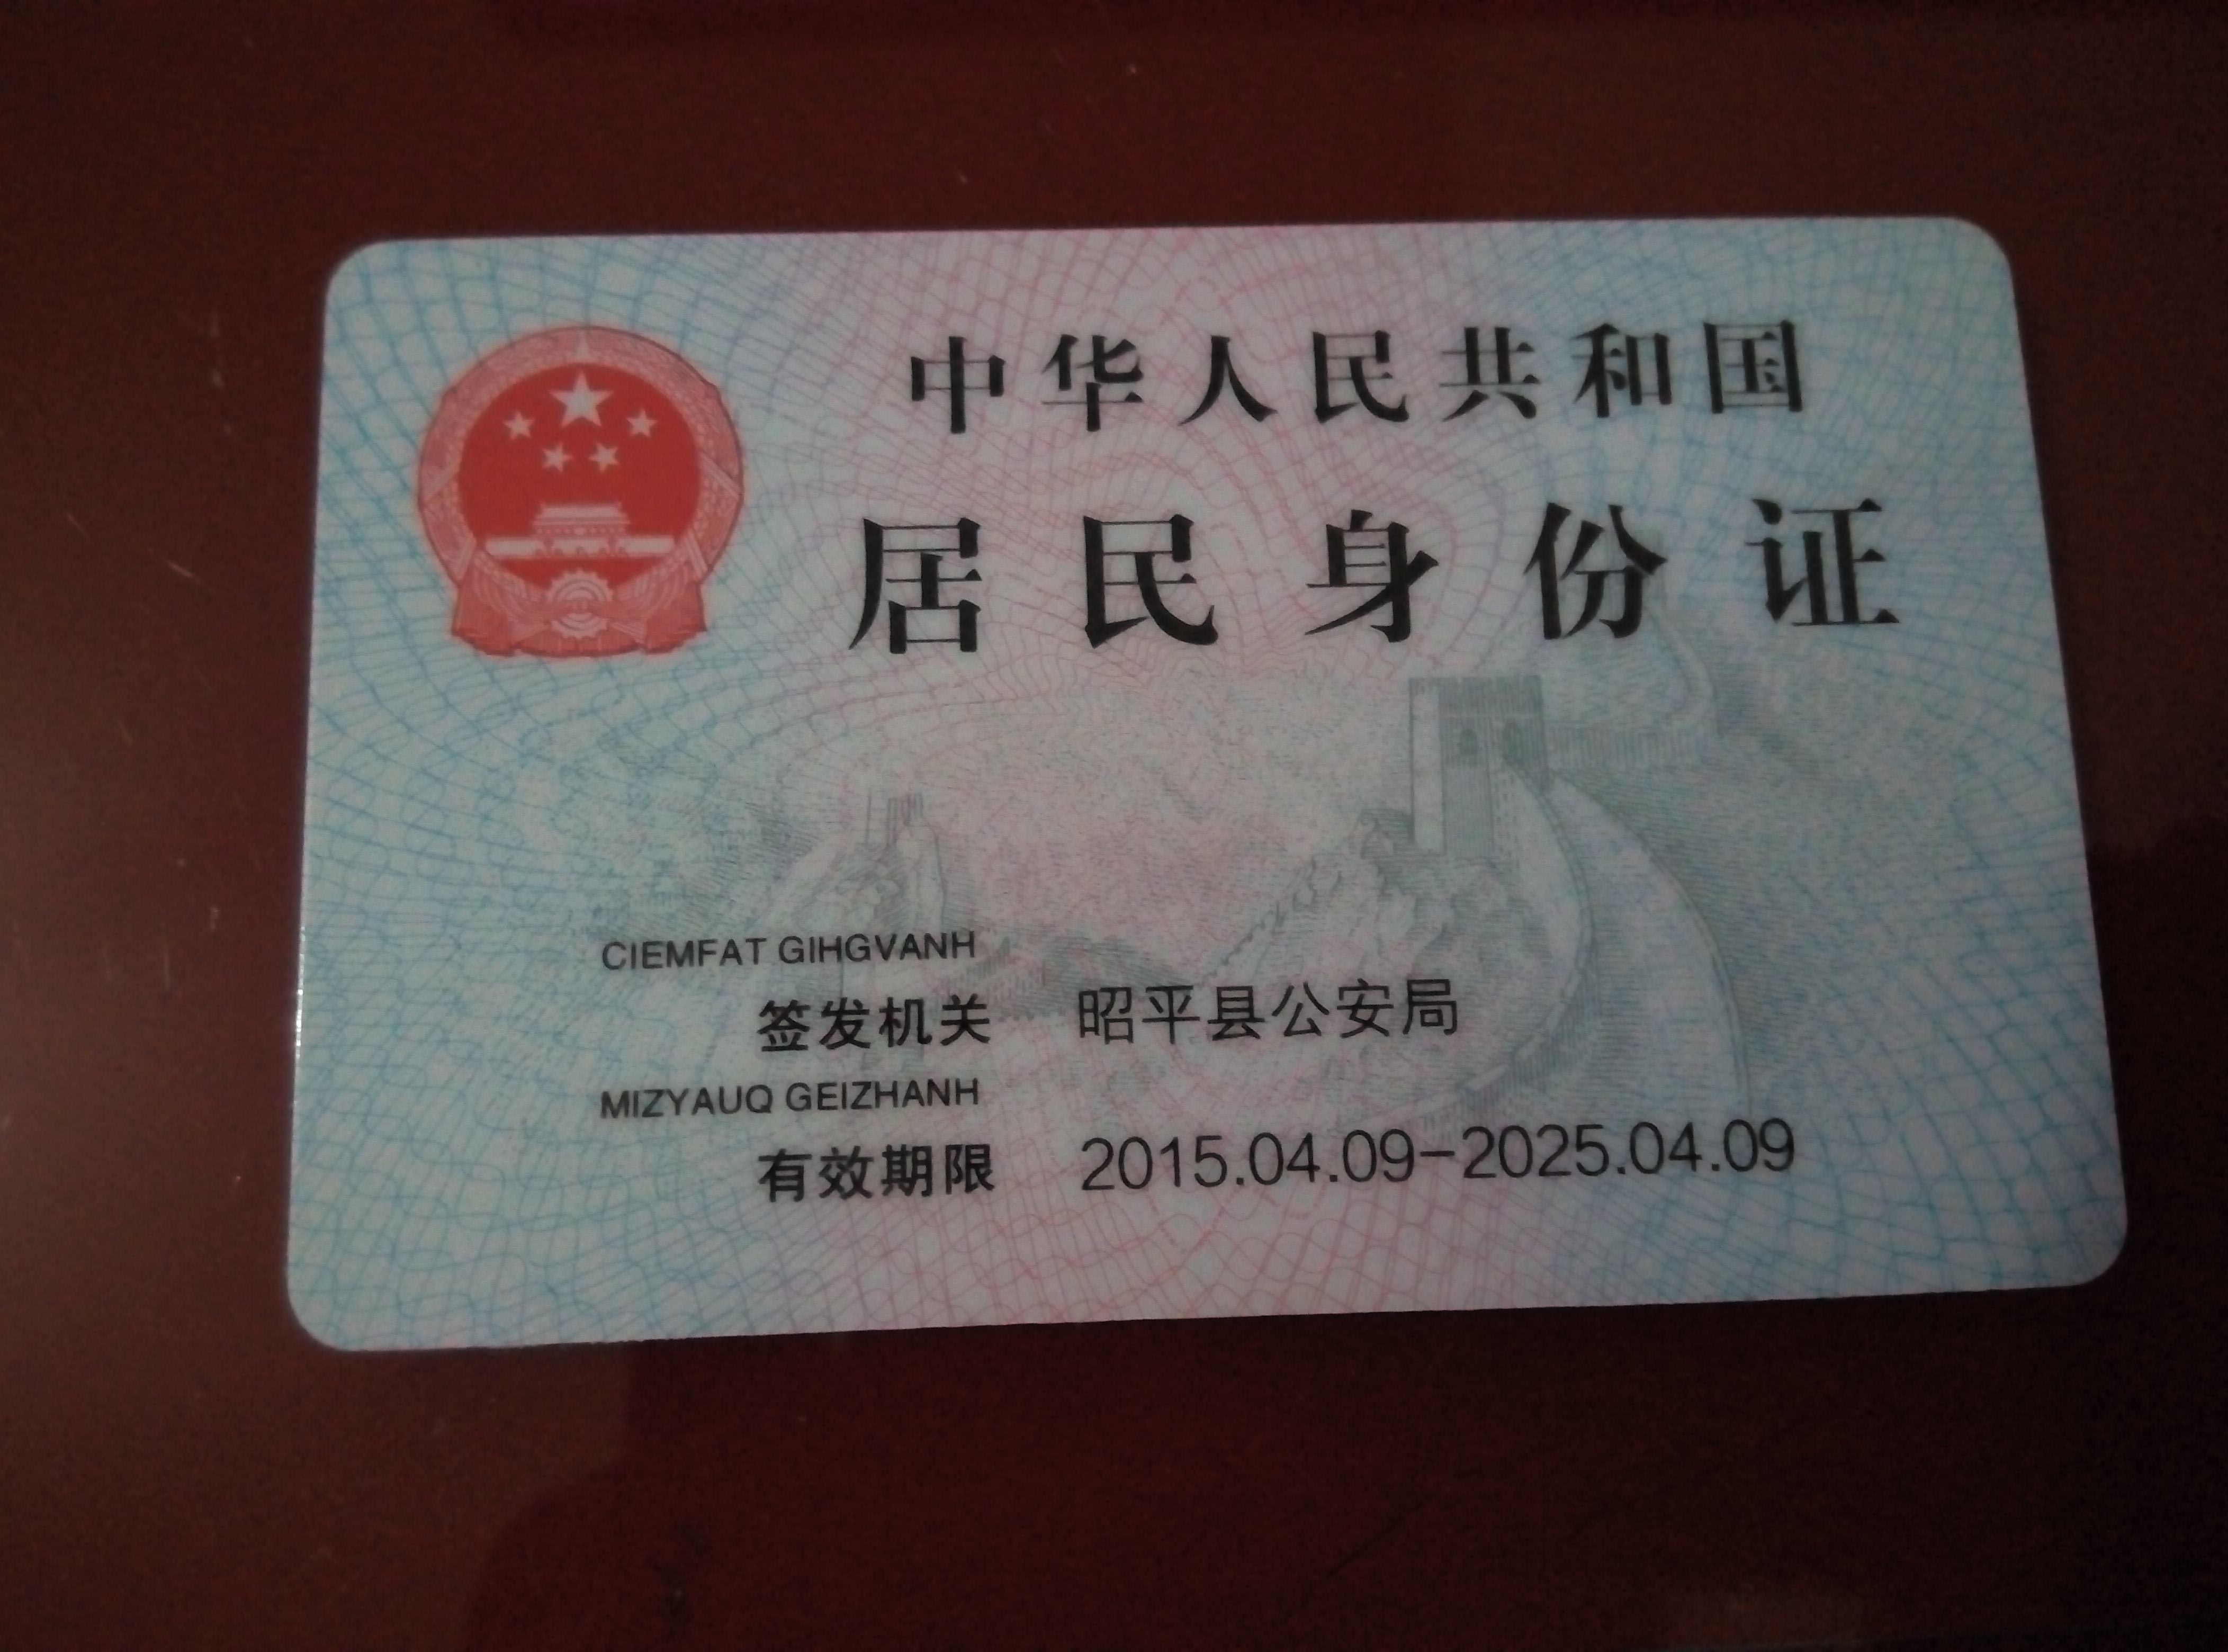 中华人民共和国
居民身份证
CIEMFAT GIHGVANH
签发机关 昭平县公安局
MIZYAUQ GEIZHANH
有效期限 2015.04.09-2025.04.09